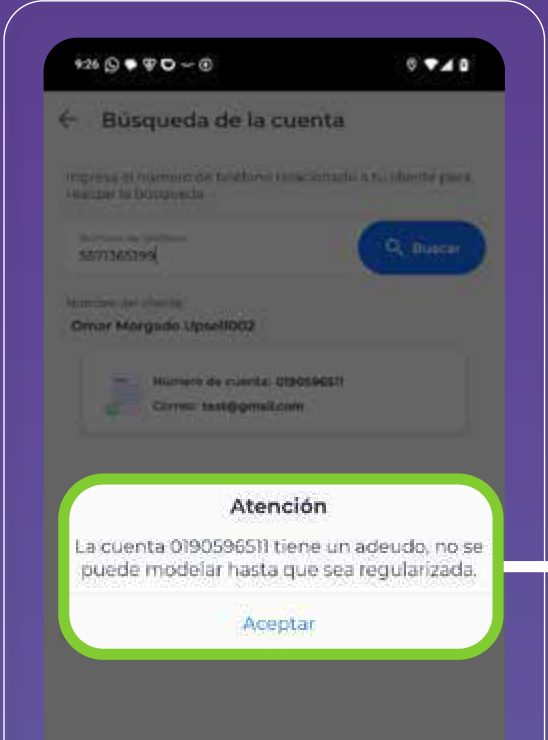 9:26
Búsqueda de la cuenta
Ingresa el número de teléfono relacionado a tu cliente para
realizar la búsqueda
Número de teléfono
5571365399
Buscar
Nombre del cliente:
Omar Morgado Upsell002
Número de cuenta: 0190596511
Correo: test@gmail.com
Atención
La cuenta 0190596511 tiene un adeudo, no se
puede modelar hasta que sea regularizada.
Aceptar